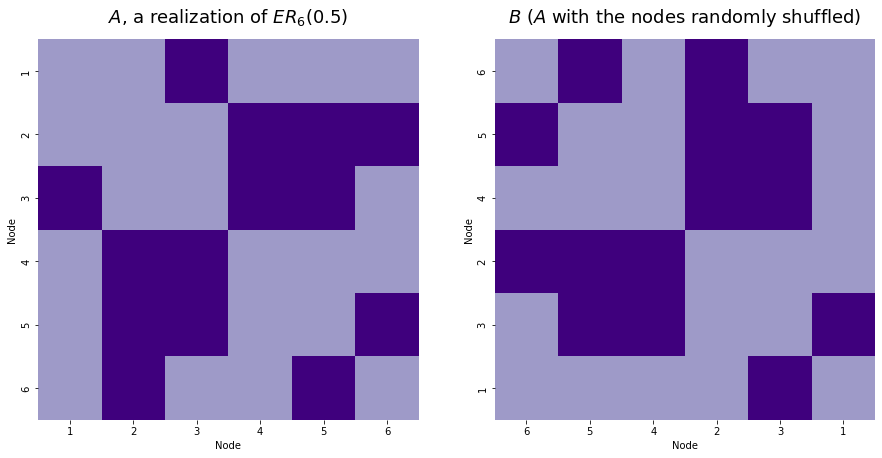 A, a realization of ER₆(0.5)
1
2
3
4
5
6
Node
1 2 3 4 5 6
Node
B (A with the nodes randomly shuffled)
6
5
4
2
3
1
Node
6 5 4 2 3 1
Node